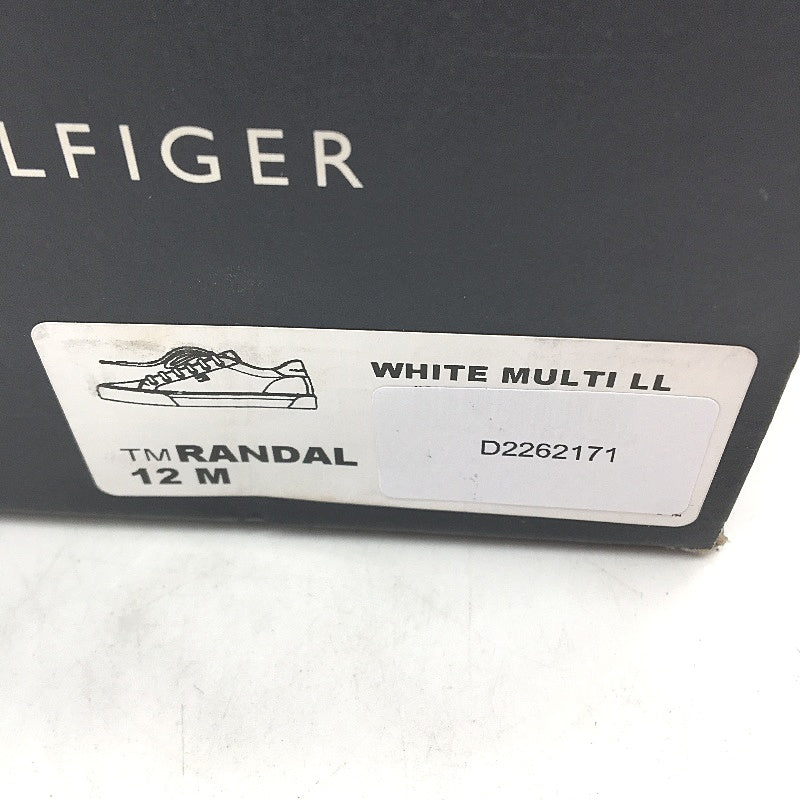 LFIGER
WHITE MULTI LL
D2262171
TMRANDAL
12 M